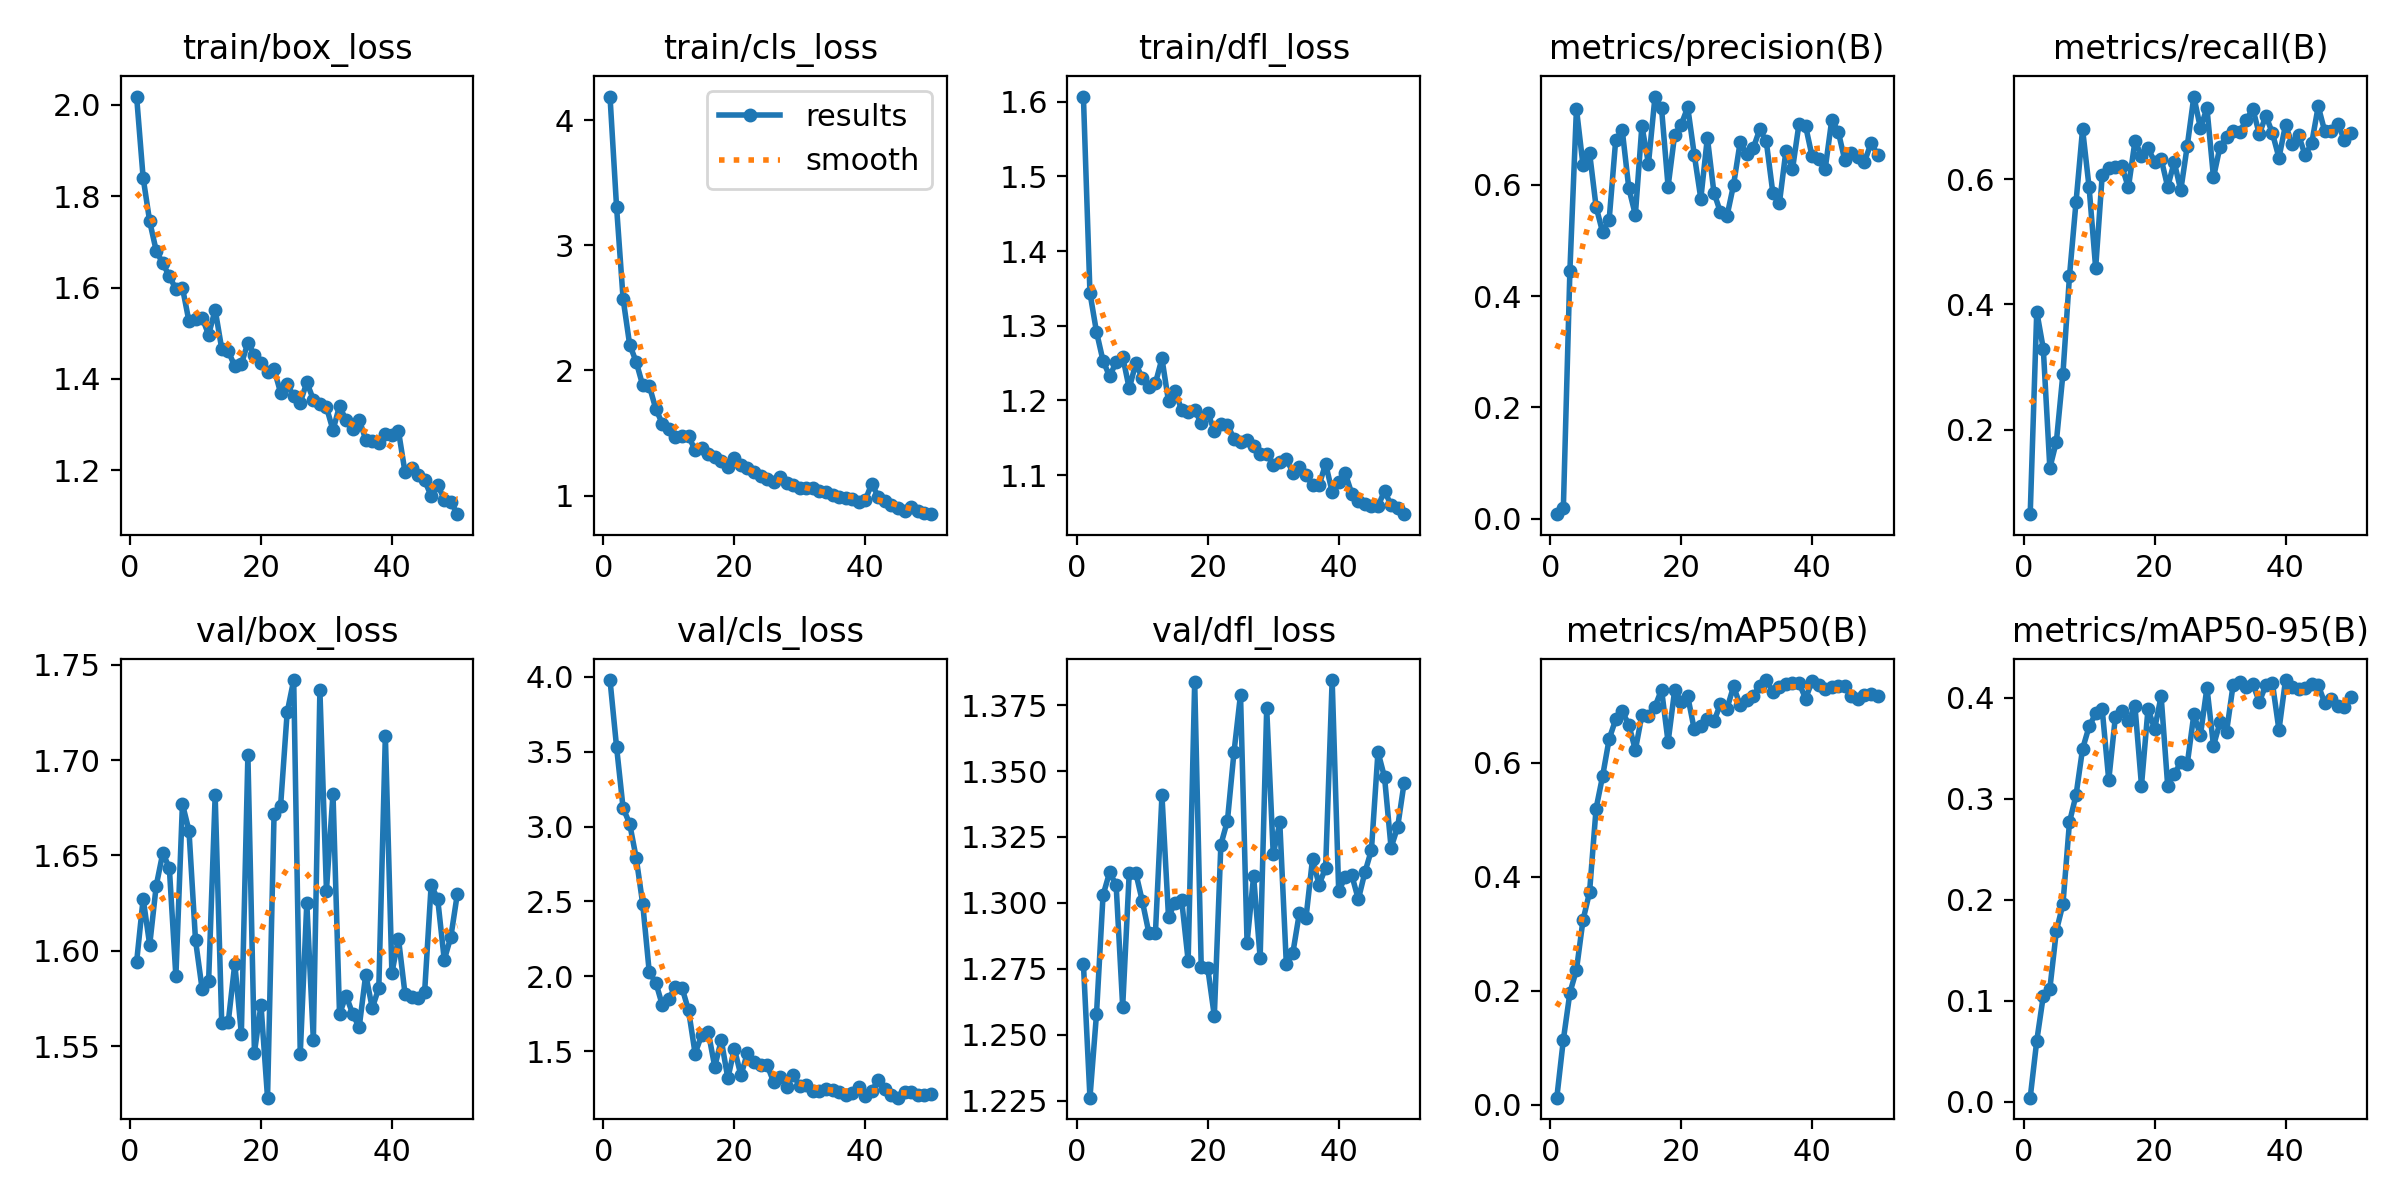 train/box_loss
2.0
1.8
1.6
1.4
1.2
0 20 40
train/cls_loss
results
smooth
4
3
2
1
0 20 40
train/dfl_loss
1.6
1.5
1.4
1.3
1.2
1.1
0 20 40
metrics/precision(B)
0.6
0.4
0.2
0.0
0 20 40
metrics/recall(B)
0.6
0.4
0.2
0 20 40
val/box_loss
1.75
1.70
1.65
1.60
1.55
0 20 40
val/cls_loss
4.0
3.5
3.0
2.5
2.0
1.5
0 20 40
val/dfl_loss
1.375
1.350
1.325
1.300
1.275
1.250
1.225
0 20 40
metrics/mAP50(B)
0.6
0.4
0.2
0.0
0 20 40
metrics/mAP50-95(B)
0.4
0.3
0.2
0.1
0.0
0 20 40